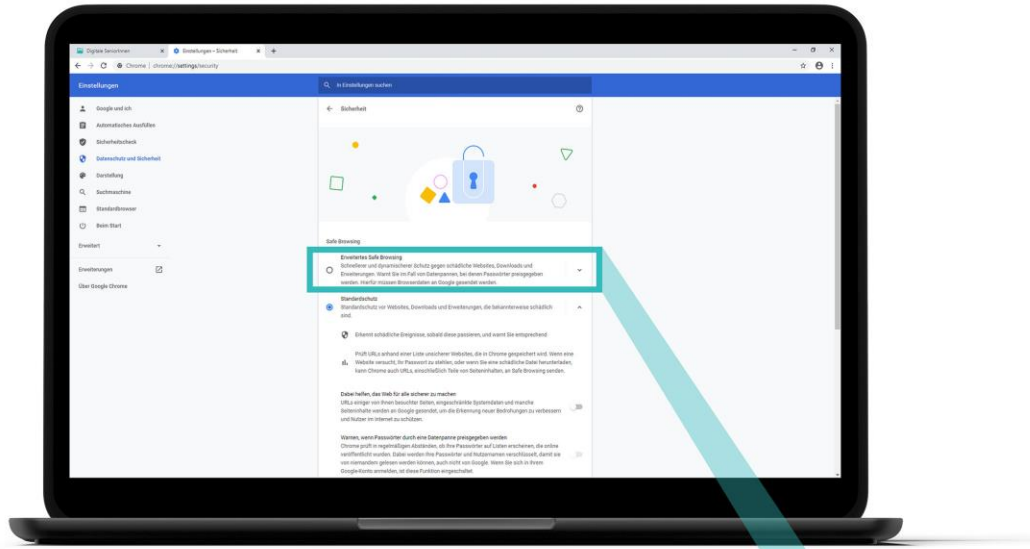 Digitale SeniorInnen
Einstellungen – Sicherheit
Chrome | chrome://settings/security
Einstellungen
In Einstellungen suchen
Google und ich
Automatisches Ausfüllen
Sicherheitscheck
Datenschutz und Sicherheit
Darstellung
Suchmaschine
Standardbrowser
Beim Start
Erweitert
Erweiterungen
Über Google Chrome
Sicherheit
Safe Browsing
Erweitertes Safe Browsing
Schnellerer und dynamischerer Schutz gegen schädliche Websites, Downloads und
Erweiterungen. Warnt Sie im Fall von Datenpannen, bei denen Passwörter preisgegeben
werden. Hierfür müssen Browserdaten an Google gesendet werden.
Standardschutz
Standardschutz vor Websites, Downloads und Erweiterungen, die bekannterweise schädlich
sind.
Erkennt schädliche Ereignisse, sobald diese passieren, und warnt Sie entsprechend
Prüft URLs anhand einer Liste unsicherer Websites, die in Chrome gespeichert sind. Wenn eine
Website versucht, Ihr Passwort zu stehlen, oder wenn Sie eine schädliche Datei herunterladen,
kann Chrome auch URLs, einschließlich Teile von Seiteninhalten, an Safe Browsing senden.
Dabei helfen, das Web für alle sicherer zu machen
URLs einiger von Ihnen besuchter Seiten, eingeschränkte Systemdaten und manche
Seiteninhalte werden an Google gesendet, um die Erkennung neuer Bedrohungen zu verbessern
und Nutzer im Internet zu schützen.
Warnen, wenn Passwörter durch eine Datenpanne preisgegeben werden
Chrome prüft in regelmäßigen Abständen, ob Ihre Passwörter auf Listen erscheinen, die online
veröffentlicht wurden. Dabei werden Ihre Passwörter und Nutzernamen verschlüsselt, damit sie
von niemandem gelesen werden können, auch nicht von Google. Wenn Sie sich in Ihrem
Google-Konto anmelden, ist diese Funktion eingeschaltet.